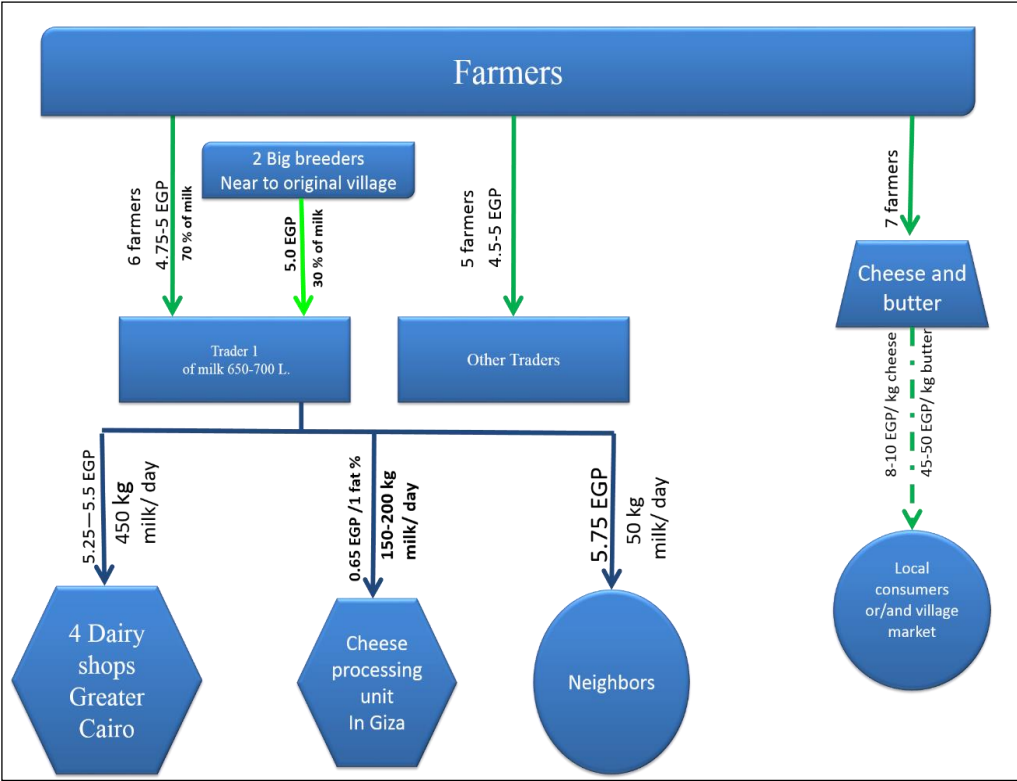 Farmers
6 farmers
4.75-5 EGP
70 % of milk
2 Big breeders
Near to original village
5.0 EGP
30 % of milk
5 farmers
4.5-5 EGP
7 farmers
Trader 1
of milk 650-700 L.
Other Traders
Cheese and
butter
8-10 EGP/ kg cheese
45-50 EGP/ kg butter
5.25—5.5 EGP
450 kg
milk/ day
0.65 EGP /1 fat %
150-200 kg
milk/ day
5.75 EGP
50 kg
milk/ day
4 Dairy
shops
Greater
Cairo
Cheese
processing
unit
In Giza
Neighbors
Local
consumers
or/and village
market